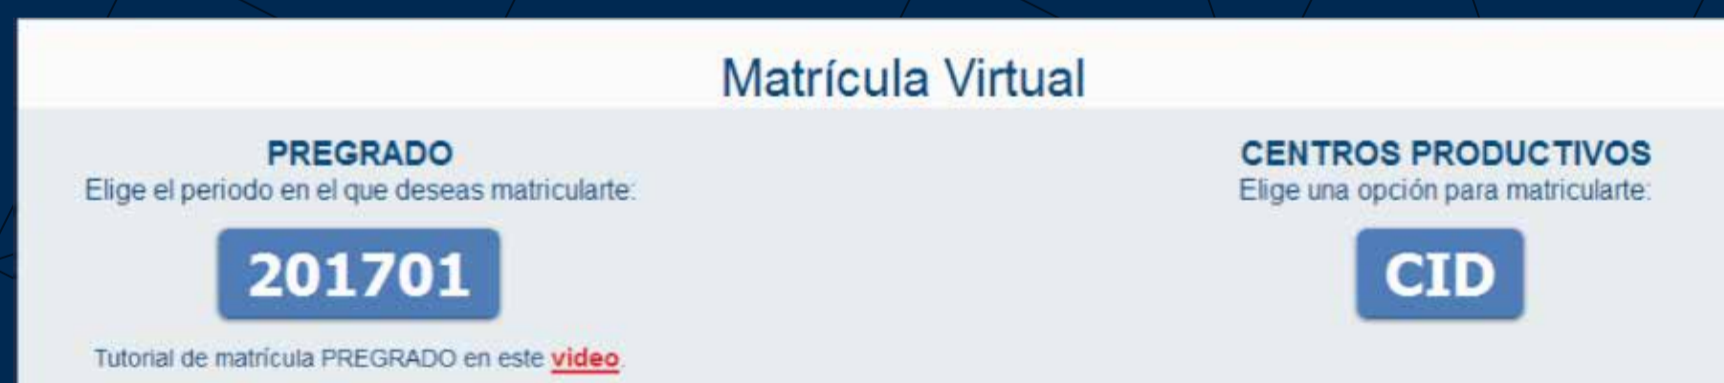 Matrícula Virtual
PREGRADO
Elige el periodo en el que deseas matricularte:
201701
Tutorial de matrícula PREGRADO en este video.
CENTROS PRODUCTIVOS
Elige una opción para matricularte:
CID